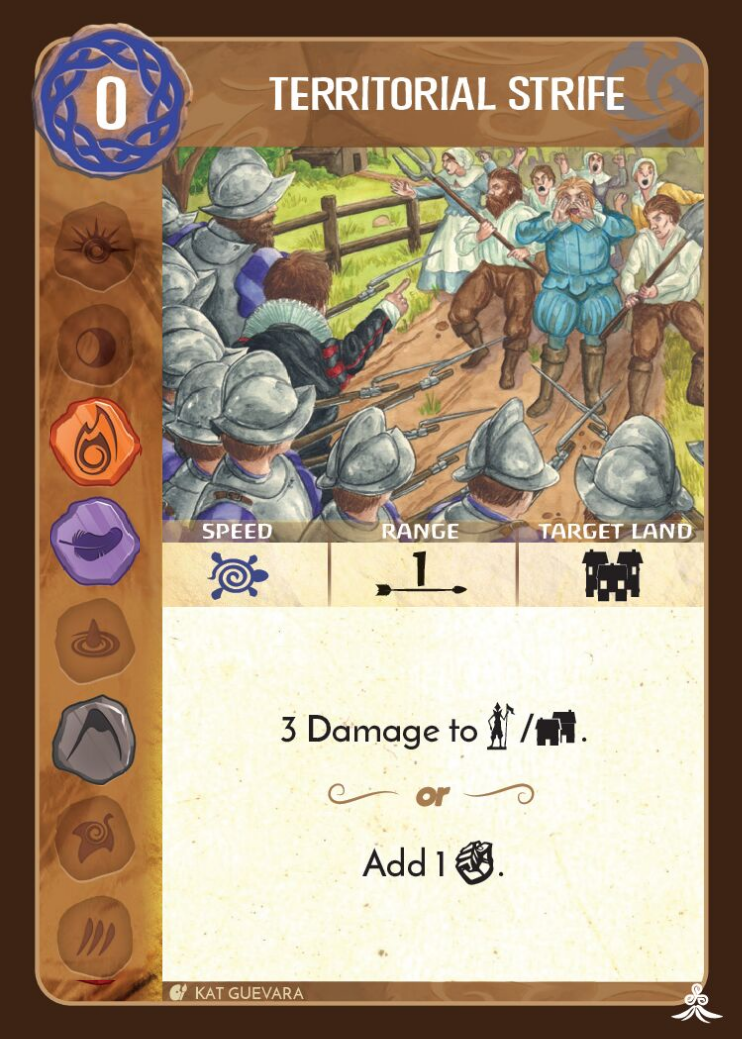 0
TERRITORIAL STRIFE
SPEED RANGE TARGET LAND
1
3 Damage to /.
or
Add 1 .
KAT GUEVARA